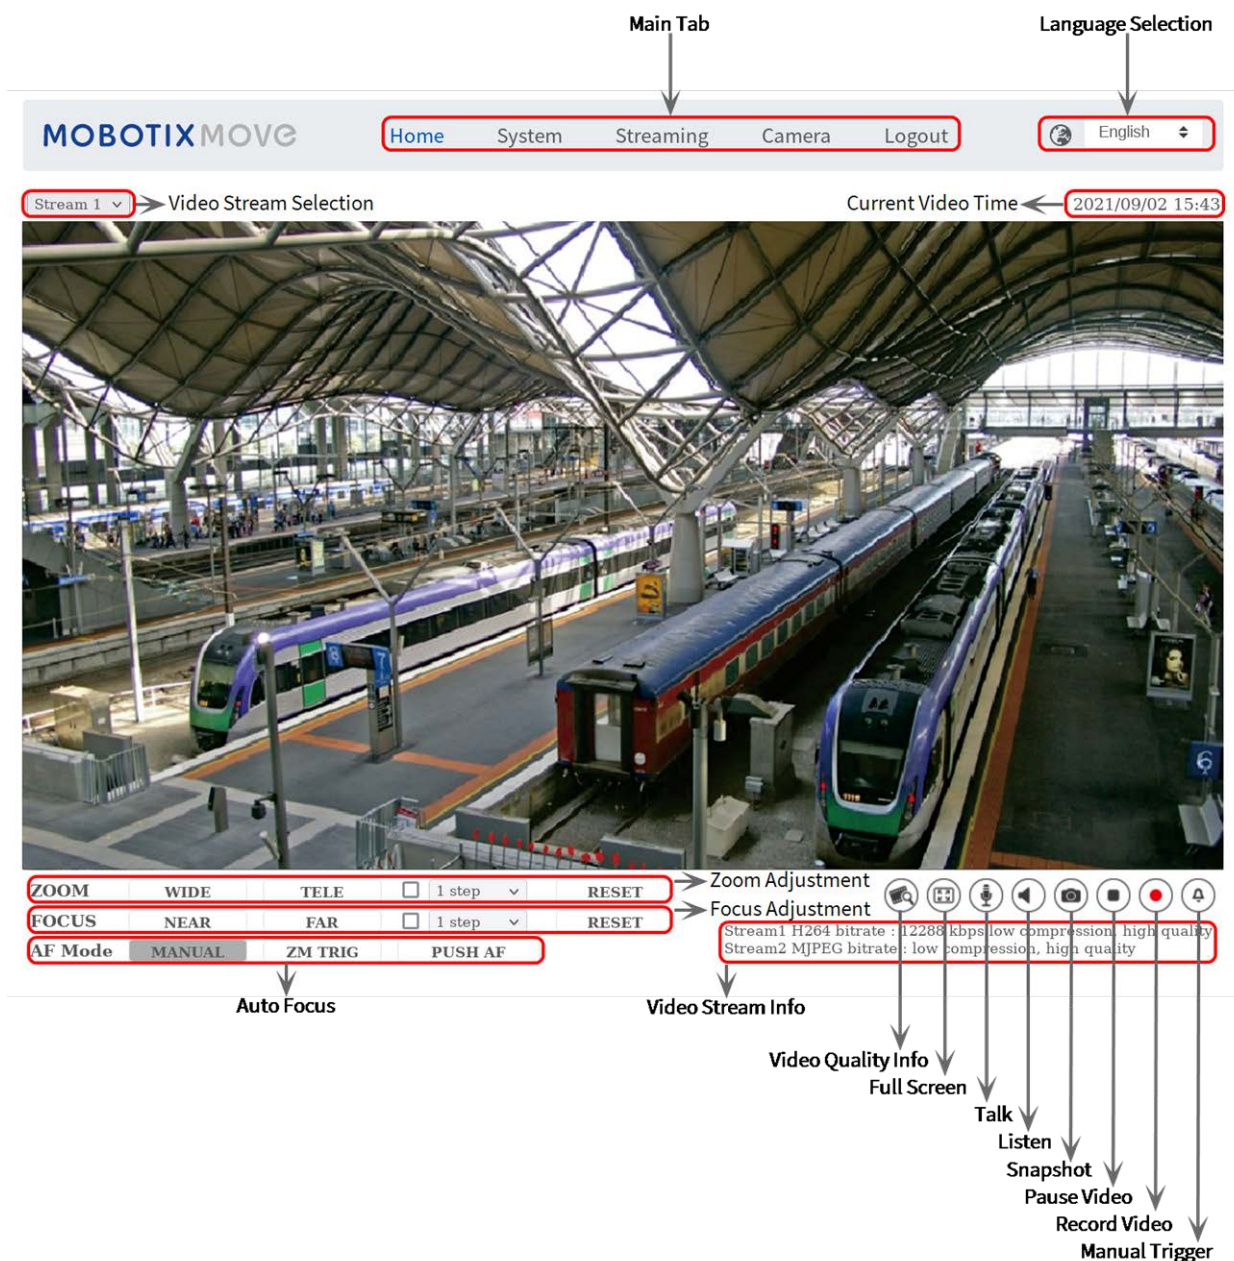 Main Tab
Language Selection
MOBOTIX MOVE
Home System Streaming Camera Logout
English
Stream 1
Video Stream Selection
Current Video Time
2021/09/02 15:43
8
7
6
1116
ZOOM WIDE TELE 1 step RESET
Zoom Adjustment
FOCUS NEAR FAR 1 step RESET
Focus Adjustment
AF Mode MANUAL ZM TRIG PUSH AF
Stream1 H264 bitrate : 12288 kbps low compression, high quality
Stream2 MJPEG bitrate : low compression, high quality
Auto Focus
Video Stream Info
Video Quality Info
Full Screen
Talk
Listen
Snapshot
Pause Video
Record Video
Manual Trigger